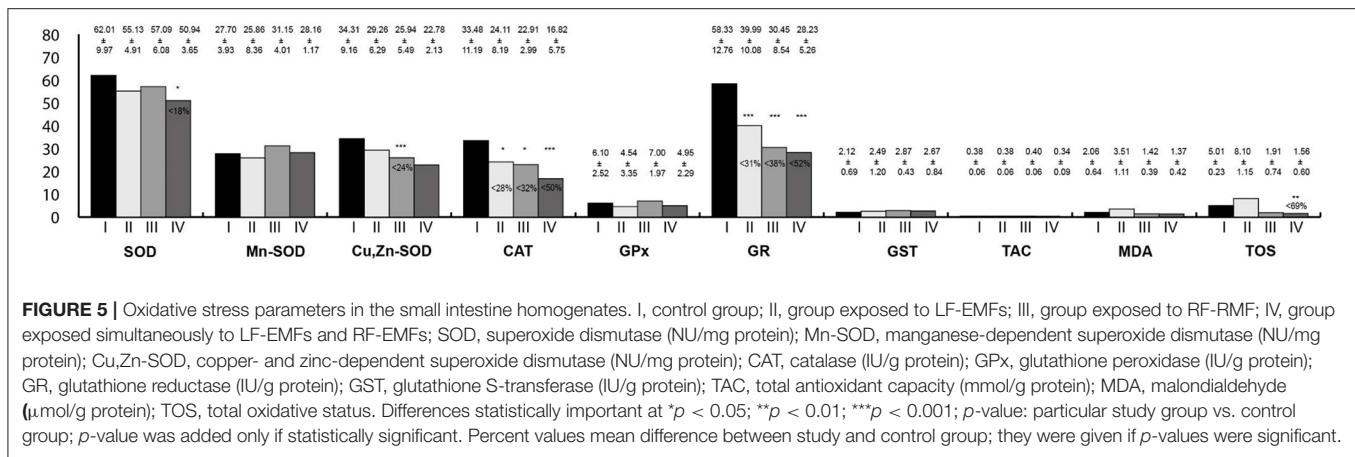 62.01 55.13 57.09 50.94 27.70 25.86 31.15 28.16 34.31 29.26 25.94 22.78 33.48 24.11 22.91 16.82 6.10 4.54 7.00 4.95 58.33 39.99 30.45 28.23 2.12 2.49 2.87 2.67 0.38 0.38 0.40 0.34 2.06 3.51 1.42 1.37 5.01 8.10 1.91 1.56
± ± ± ± ± ± ± ± ± ± ± ± ± ± ± ± ± ± ± ± ± ± ± ± ± ± ± ± ± ± ± ± ± ± ± ± ± ± ± ±
9.97 4.91 6.08 3.65 3.93 8.36 4.01 1.17 9.16 6.29 5.49 2.13 11.19 8.19 2.99 5.75 2.52 3.35 1.97 2.29 12.76 10.08 8.54 5.26 0.69 1.20 0.43 0.84 0.06 0.06 0.06 0.09 0.64 1.11 0.39 0.42 0.23 1.15 0.74 0.60
80
70
60
50
40
30
20
10
0
* <18%
*** <24%
* * ***
<28% <32% <50%
*** *** ***
<31% <38% <52%
** <69%
I II III IV I II III IV I II III IV I II III IV I II III IV I II III IV I II III IV I II III IV I II III IV I II III IV
SOD Mn-SOD Cu,Zn-SOD CAT GPx GR GST TAC MDA TOS
FIGURE 5 | Oxidative stress parameters in the small intestine homogenates. I, control group; II, group exposed to LF-EMFs; III, group exposed to RF-RMF; IV, group
exposed simultaneously to LF-EMFs and RF-EMFs; SOD, superoxide dismutase (NU/mg protein); Mn-SOD, manganese-dependent superoxide dismutase (NU/mg
protein); Cu,Zn-SOD, copper- and zinc-dependent superoxide dismutase (NU/mg protein); CAT, catalase (IU/g protein); GPx, glutathione peroxidase (IU/g protein);
GR, glutathione reductase (IU/g protein); GST, glutathione S-transferase (IU/g protein); TAC, total antioxidant capacity (mmol/g protein); MDA, malondialdehyde
(μmol/g protein); TOS, total oxidative status. Differences statistically important at *p < 0.05; **p < 0.01; ***p < 0.001; p-value: particular study group vs. control
group; p-value was added only if statistically significant. Percent values mean difference between study and control group; they were given if p-values were significant.